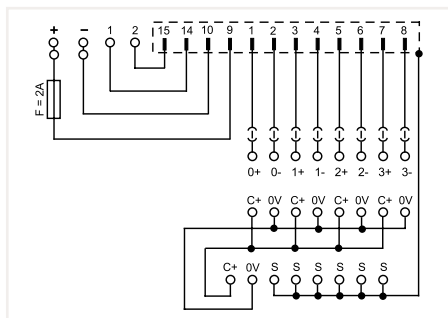 + − 1 2 15 14 10 9 1 2 3 4 5 6 7 8
F = 2A
0+ 0- 1+ 1- 2+ 2- 3+ 3-
C+ 0V C+ 0V C+ 0V C+ 0V
C+ 0V S S S S S S